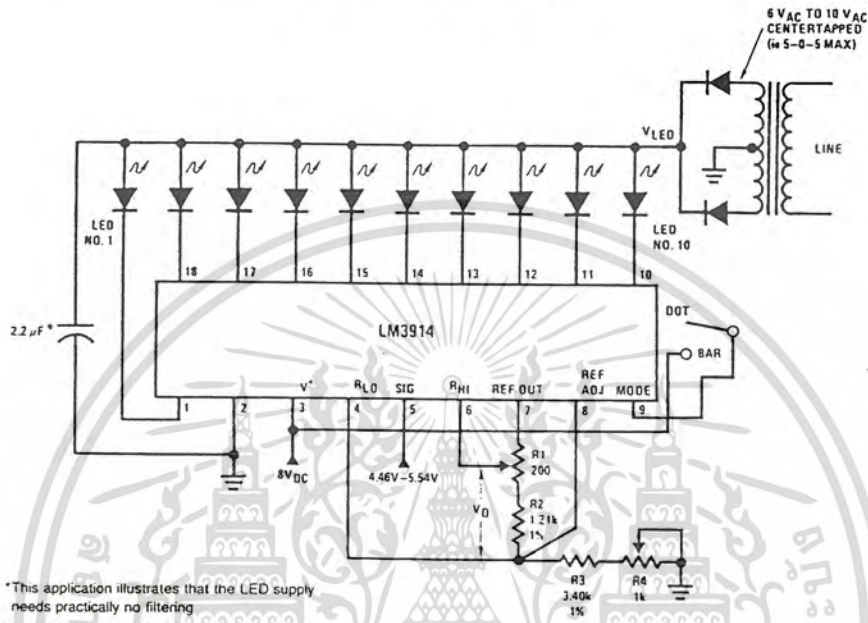 6 VAC TO 10 VAC
CENTERTAPPED
(ie 5-0-5 MAX)
VLED
LINE
LED
NO. 1
LED
NO. 10
18
17
16
15
14
13
12
11
10
2.2 µF*
LM3914
DOT
BAR
V+
RLO
SIG
RHI
REF OUT
REF
ADJ
MODE
1
2
3
4
5
6
7
8
9
8VDC
4.46V-5.54V
VD
R1
200
R2
1.21k
1%
R3
3.40k
1%
R4
1k
*This application illustrates that the LED supply
needs practically no filtering